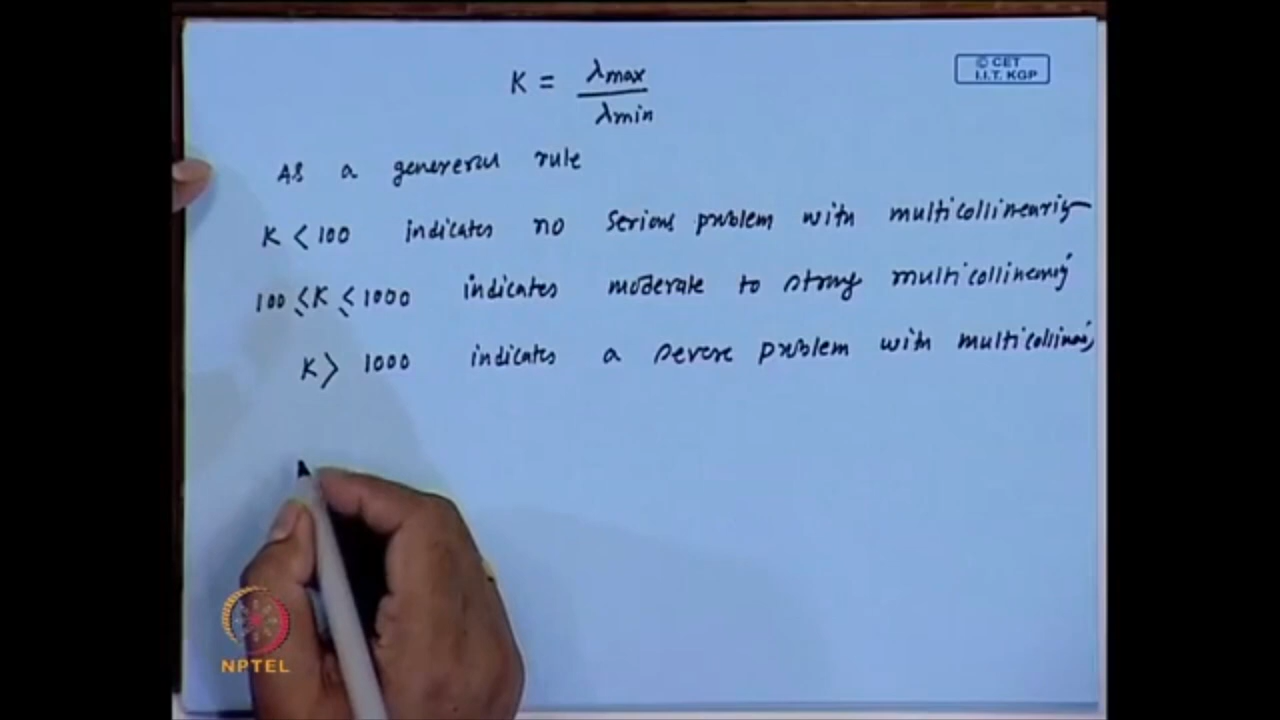 K = λmax / λmin
© CET
I.I.T. KGP
As a genereral rule
K < 100 indicates no serious problem with multicollinearity
100 ≤ K ≤ 1000 indicates moderate to strong multicollinearity
K > 1000 indicates a severe problem with multicollinearity
NPTEL